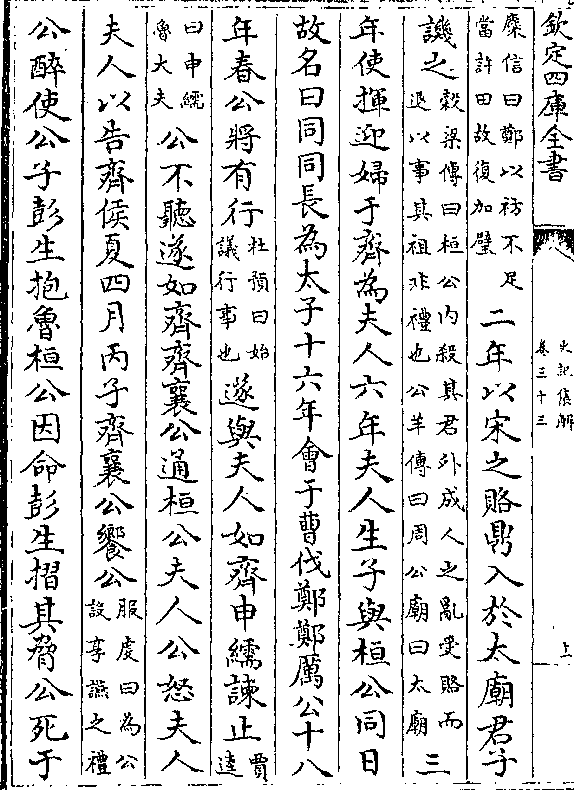 欽定四庫全書
史記集解
卷三十三
上
糜信曰鄭以祊不足
當許田故復加璧
二年以宋之賂鼎入於太廟君子
譏之
穀梁傳曰桓公内殺其君外成人之亂受賂而
退以事其祖非禮也公羊傳曰周公廟曰太廟
三
年使揮迎婦于齊為夫人六年夫人生子與桓公同日
故名曰同同長為太子十六年會于曹伐鄭鄭厲公十八
年春公將有行
杜預曰始
議行事也
遂與夫人如齊申繻諫止
賈
逵
曰申繻
魯大夫
公不聽遂如齊齊襄公通桓公夫人公怒夫人
夫人以告齊侯夏四月丙子齊襄公饗公
服虔曰為公
設享讌之禮
公醉使公子彭生抱魯桓公因命彭生摺其脅公死于